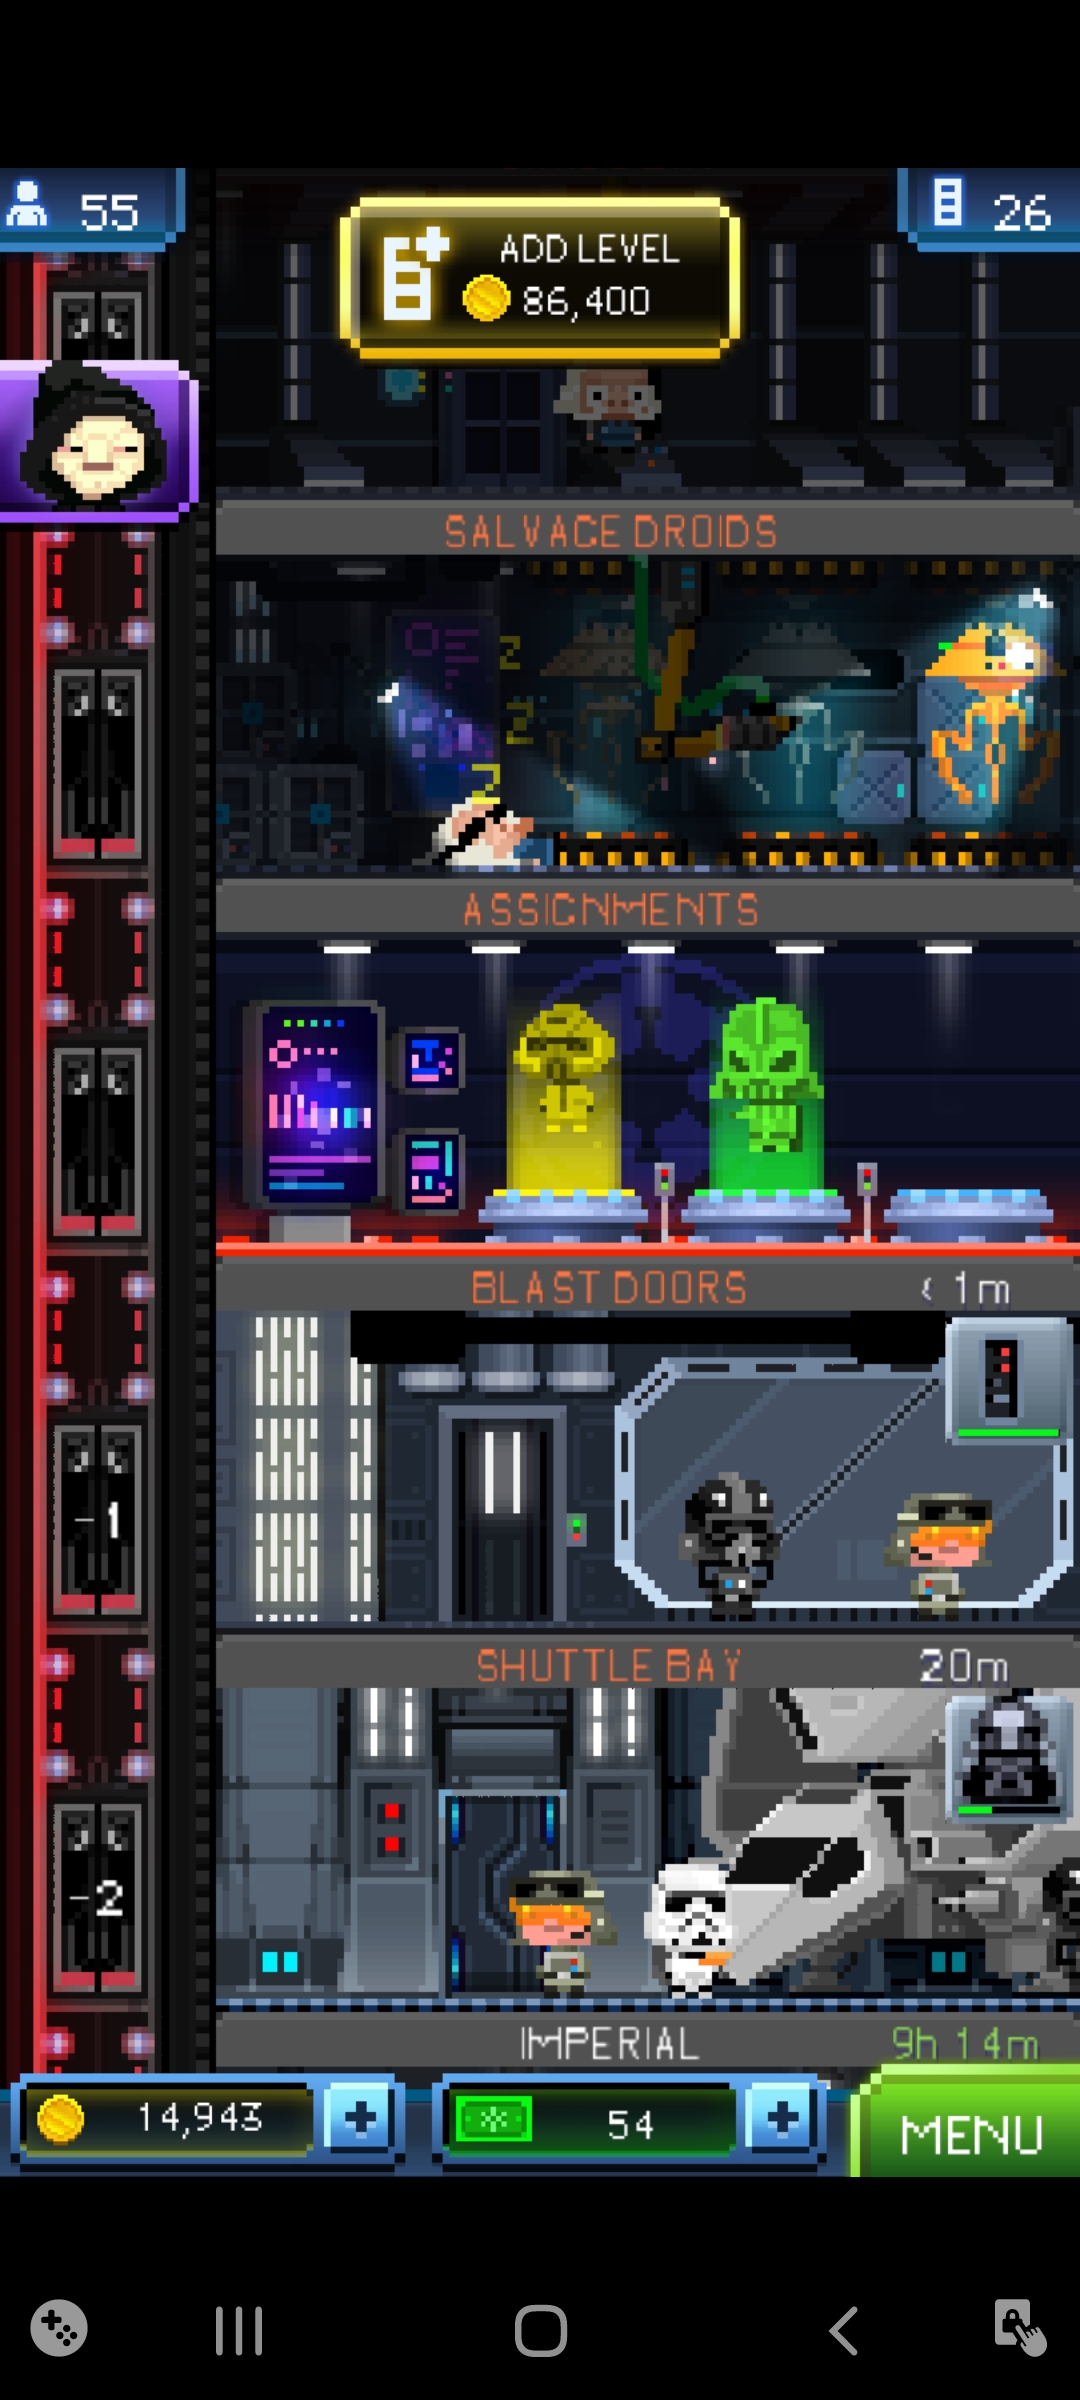 55
ADD LEVEL
86,400
26
SALVAGE DROIDS
Z
Z
Z
ASSIGNMENTS
BLAST DOORS < 1m
-1
SHUTTLE BAY 20m
-2
IMPERIAL 9h 14m
14,943
54
MENU